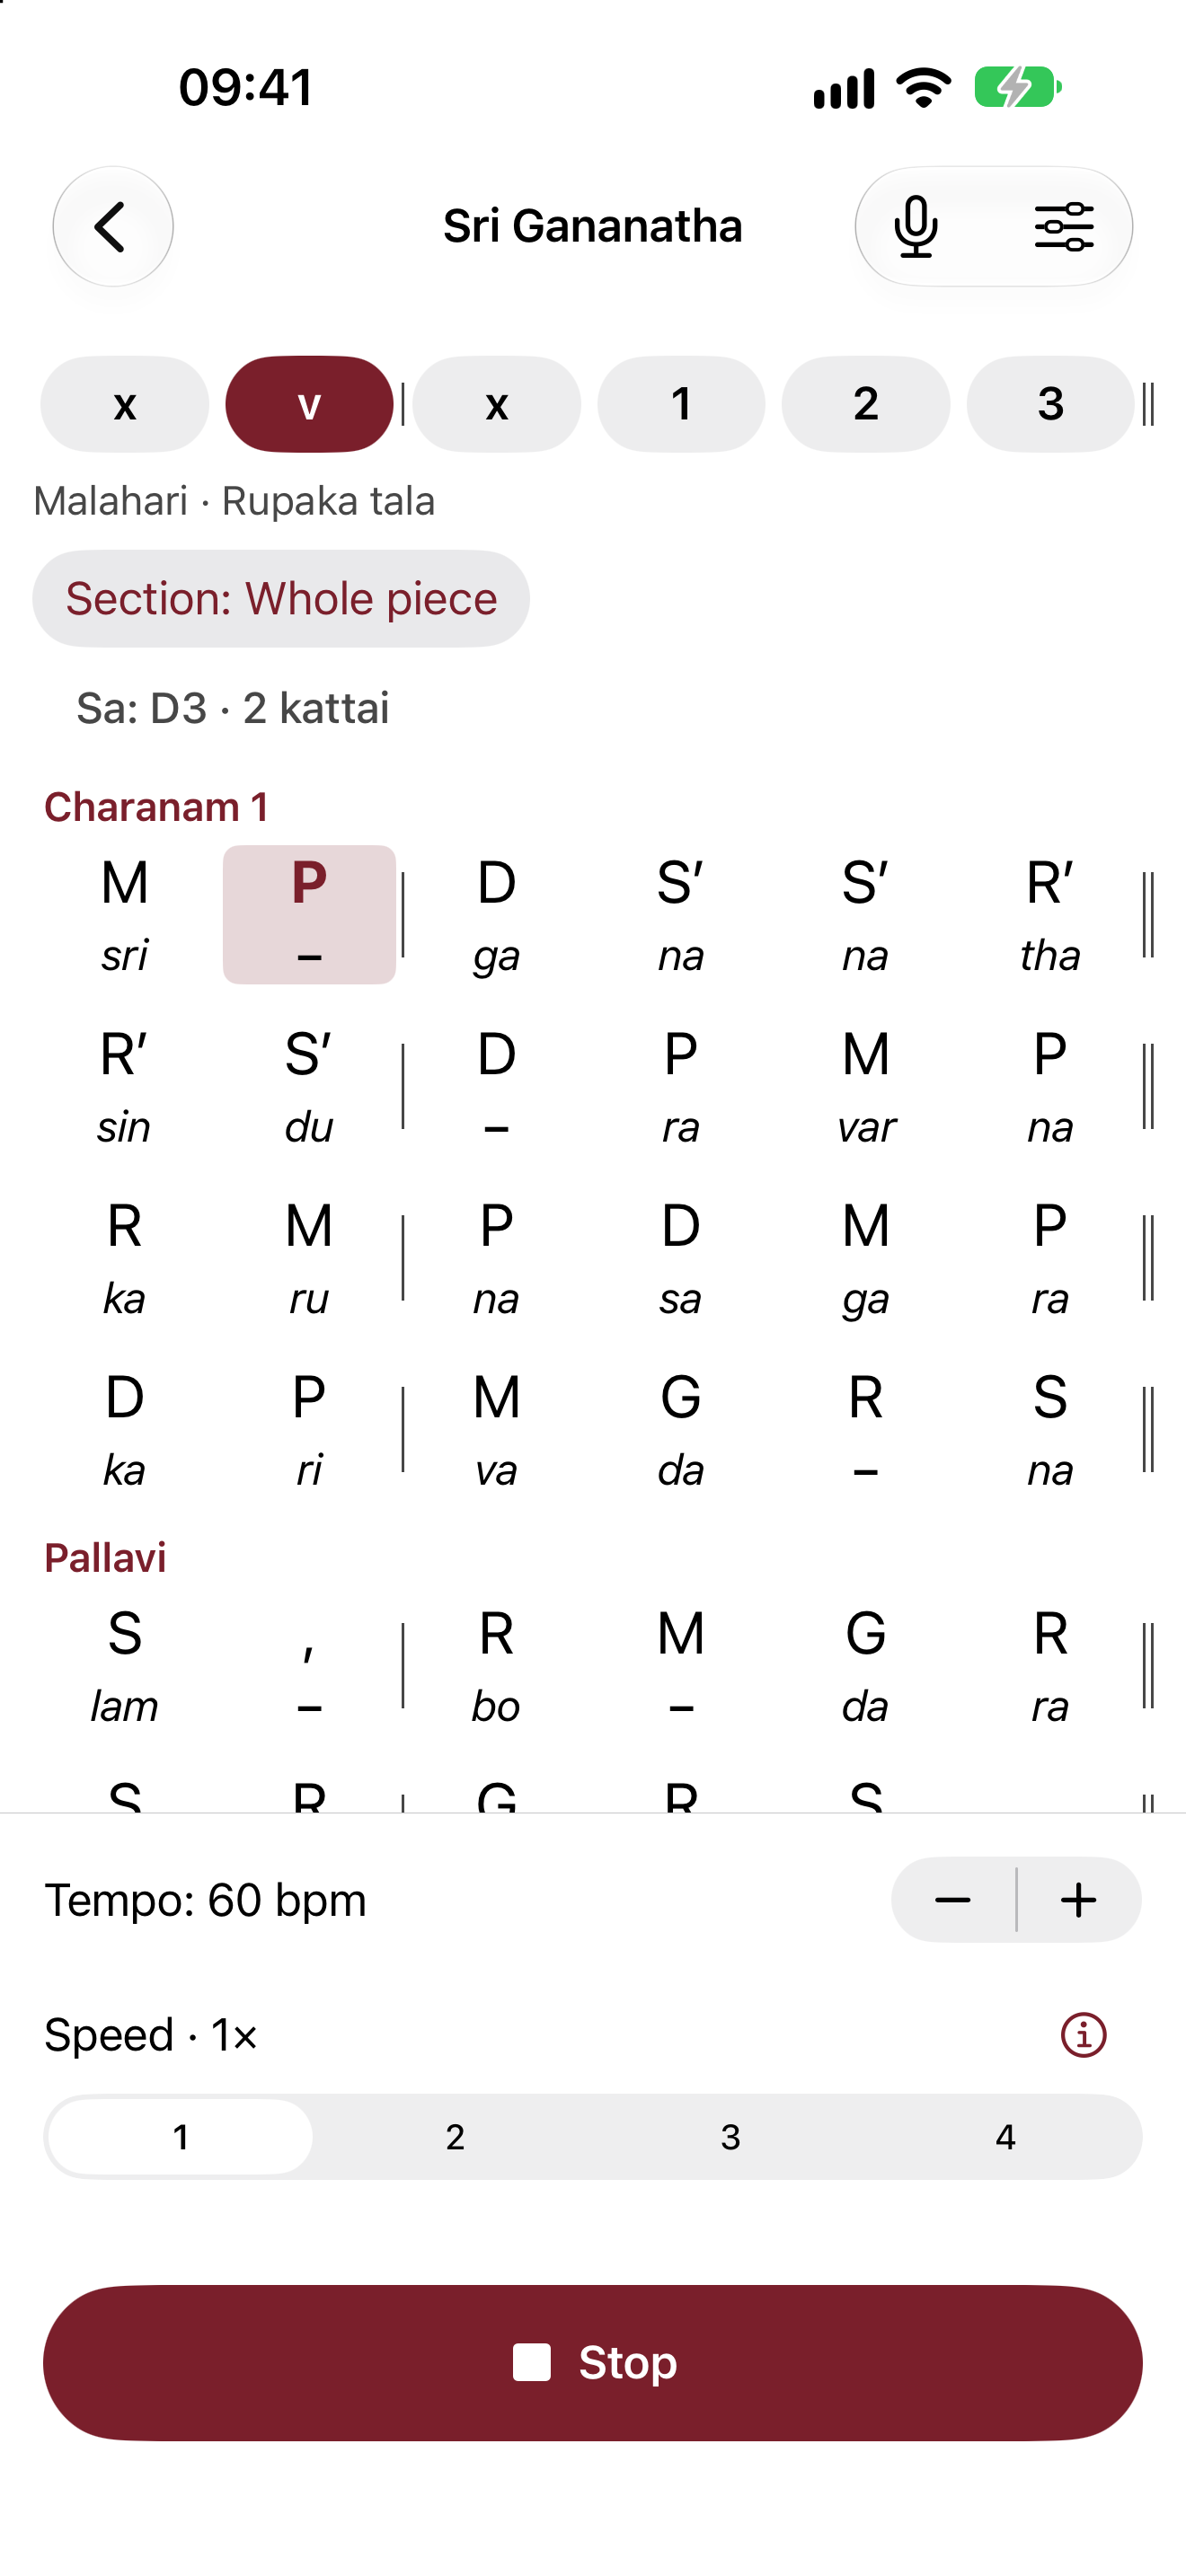 09:41
Sri Gananatha
x v | x 1 2 3 ||
Malahari · Rupaka tala
Section: Whole piece
Sa: D3 · 2 kattai
Charanam 1
M P | D S′ S′ R′ ||
sri – ga na na tha
R′ S′ | D P M P ||
sin du – ra var na
R M | P D M P ||
ka ru na sa ga ra
D P | M G R S ||
ka ri va da – na
Pallavi
S , | R M G R ||
lam – bo – da ra
S R | G R S ||
Tempo: 60 bpm − +
Speed · 1×
1 2 3 4
Stop